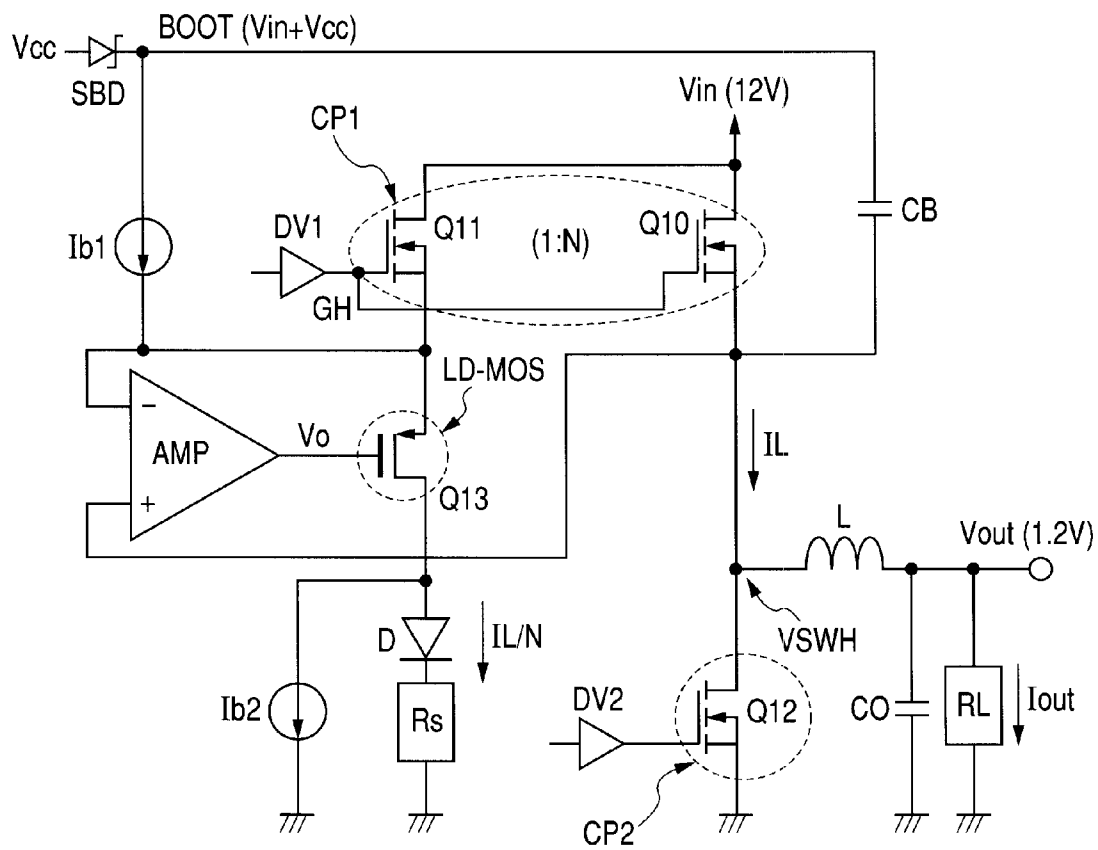 BOOT (Vin+Vcc)
Vcc
SBD
Vin (12V)
CP1
CB
DV1
Q11
(1:N)
Q10
Ib1
GH
LD-MOS
−
AMP
Vo
IL
+
Q13
L
Vout (1.2V)
D
IL/N
VSWH
Ib2
Rs
DV2
Q12
CO
RL
Iout
CP2